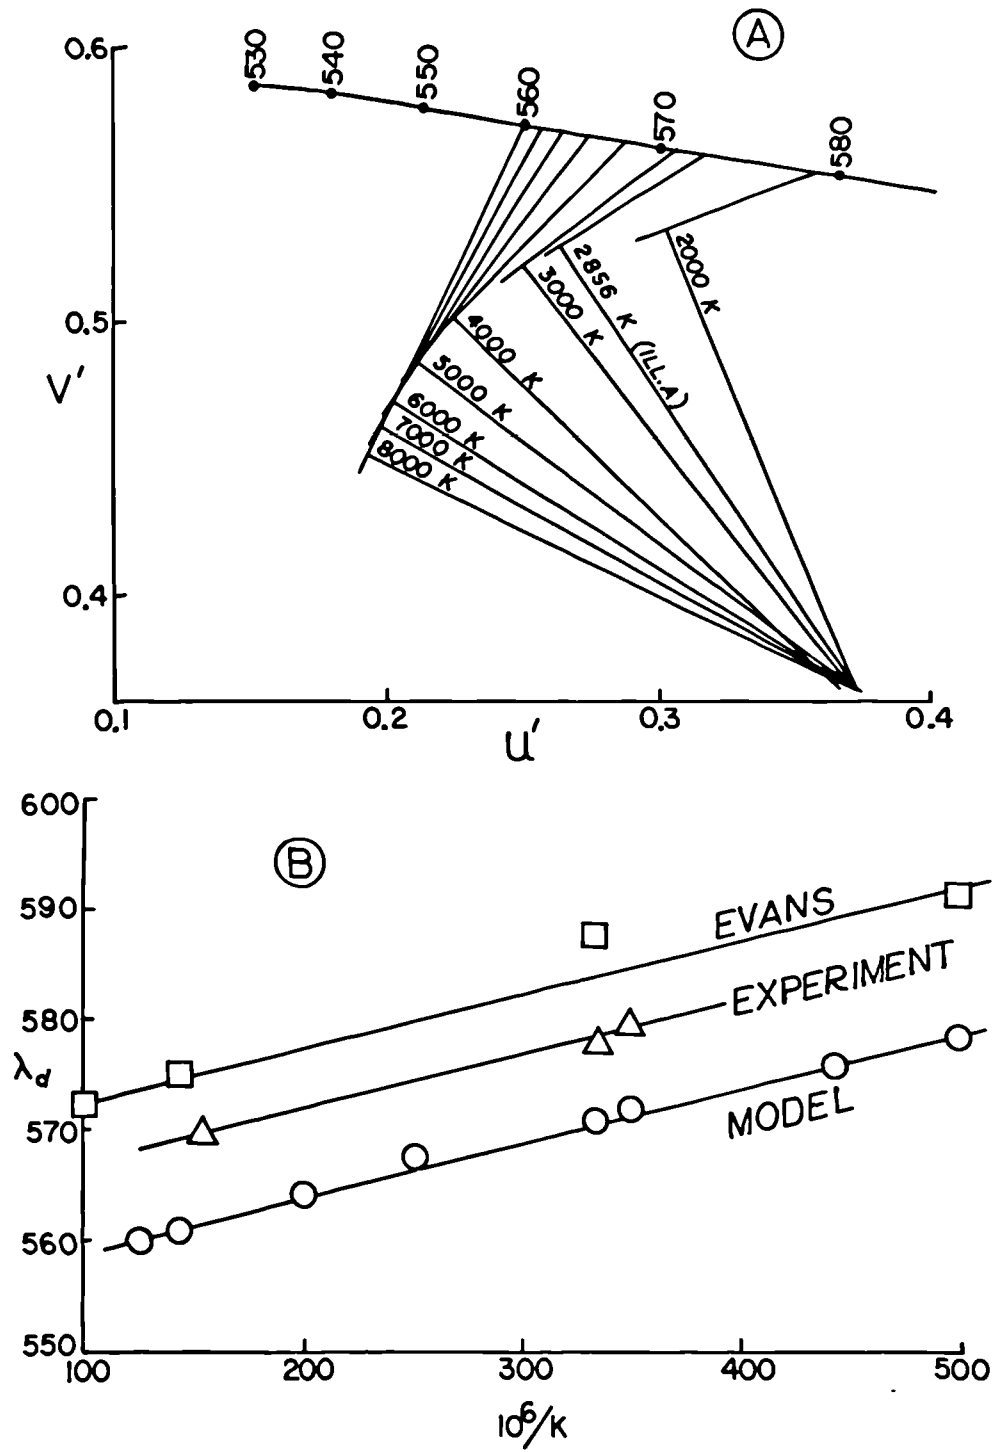 A
0.6
530
540
550
560
570
580
2000 K
2856 K (ILL.A)
3000 K
0.5
4000 K
V'
5000 K
6000 K
7000 K
8000 K
0.4
0.1
0.2
0.3
0.4
U'
600
B
590
EVANS
EXPERIMENT
580
λd
570
MODEL
560
550
100
200
300
400
500
10⁶/K